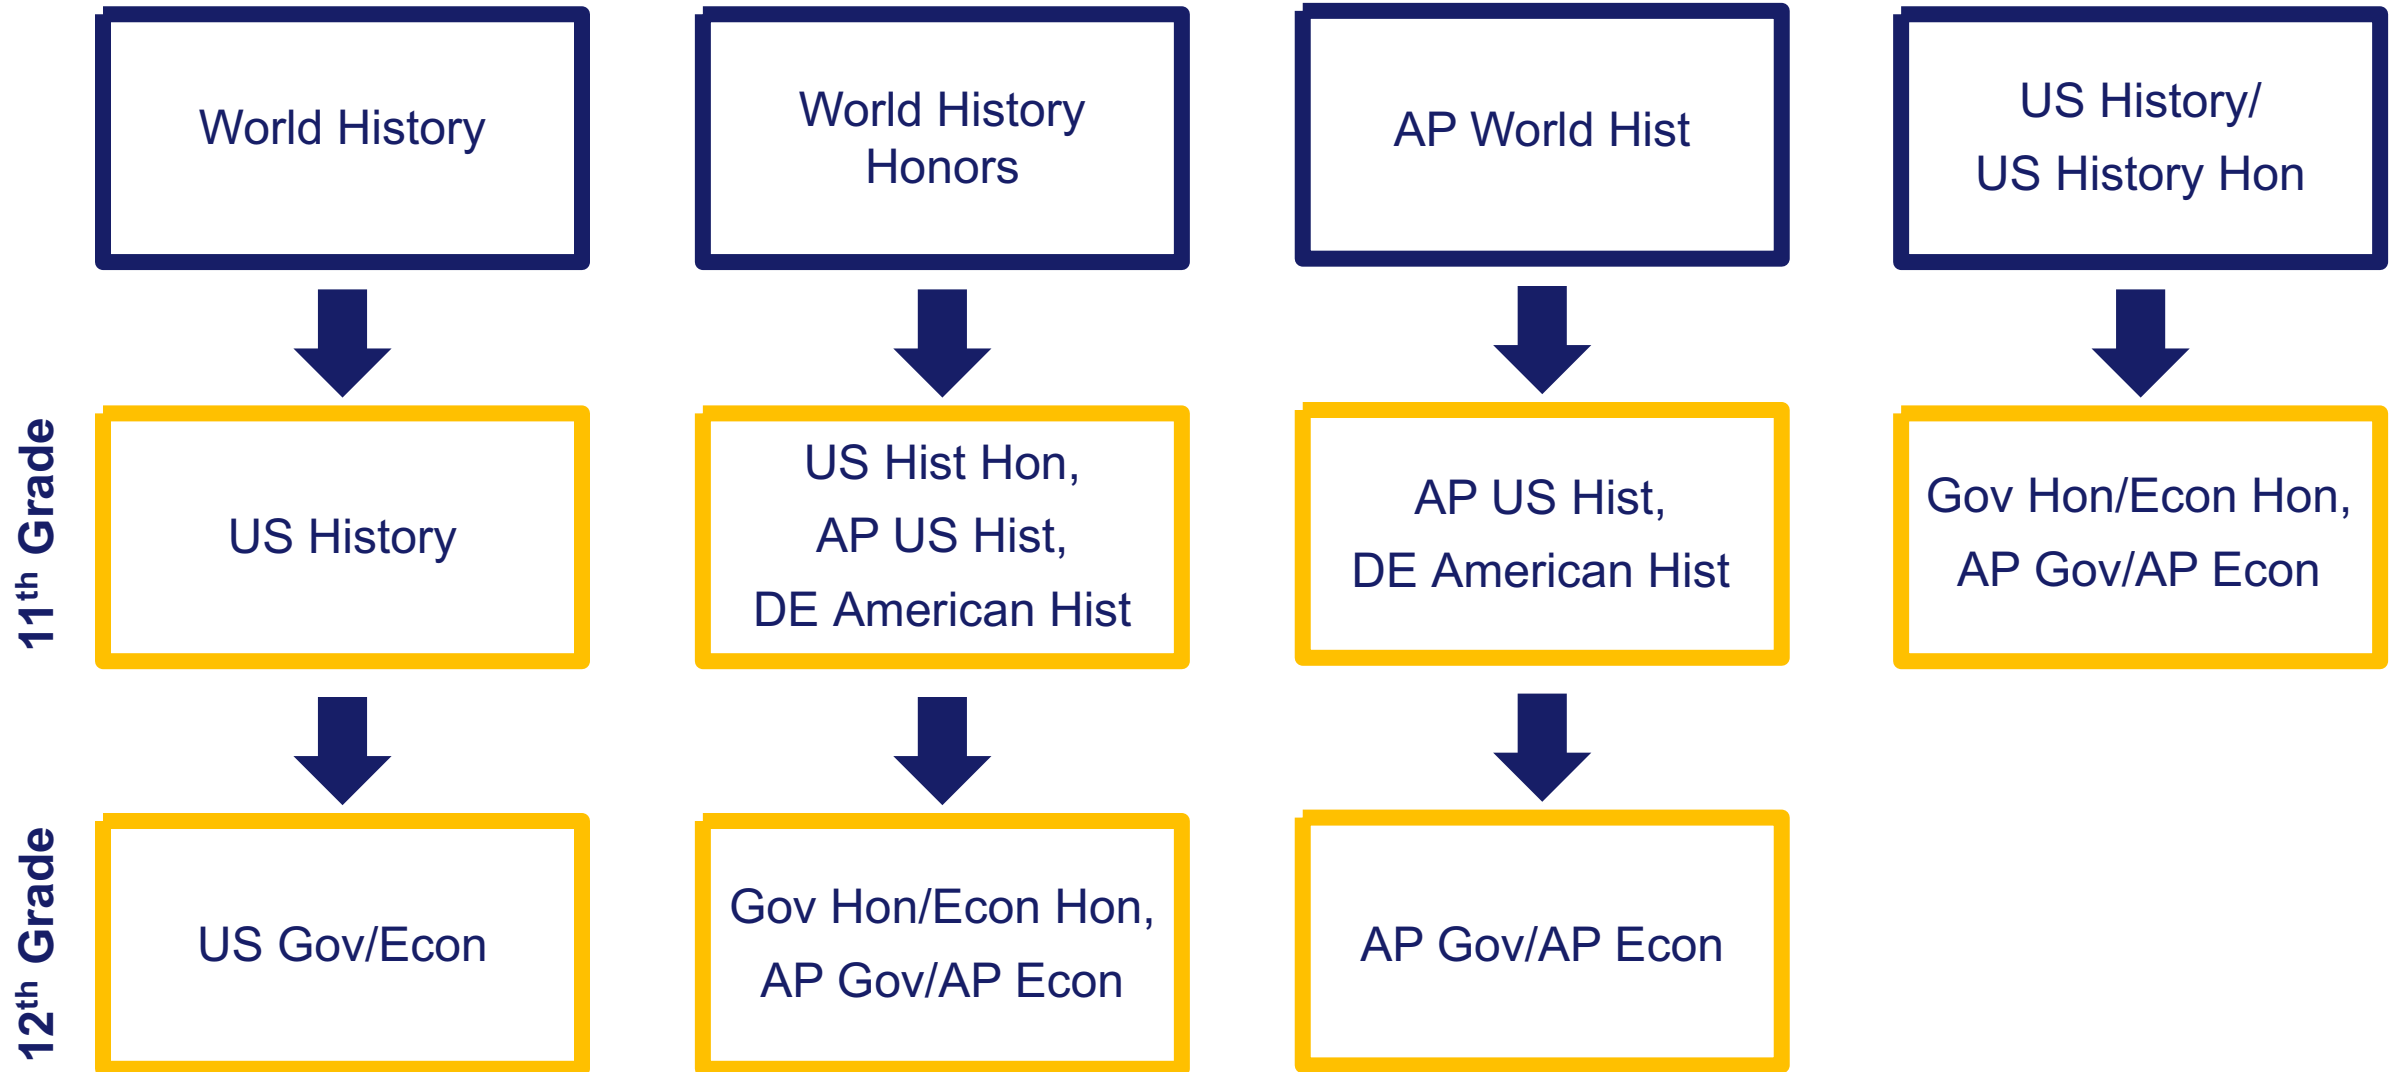 World History
World History
Honors
AP World Hist
US History/
US History Hon
11th Grade
US History
US Hist Hon,
AP US Hist,
DE American Hist
AP US Hist,
DE American Hist
Gov Hon/Econ Hon,
AP Gov/AP Econ
12th Grade
US Gov/Econ
Gov Hon/Econ Hon,
AP Gov/AP Econ
AP Gov/AP Econ